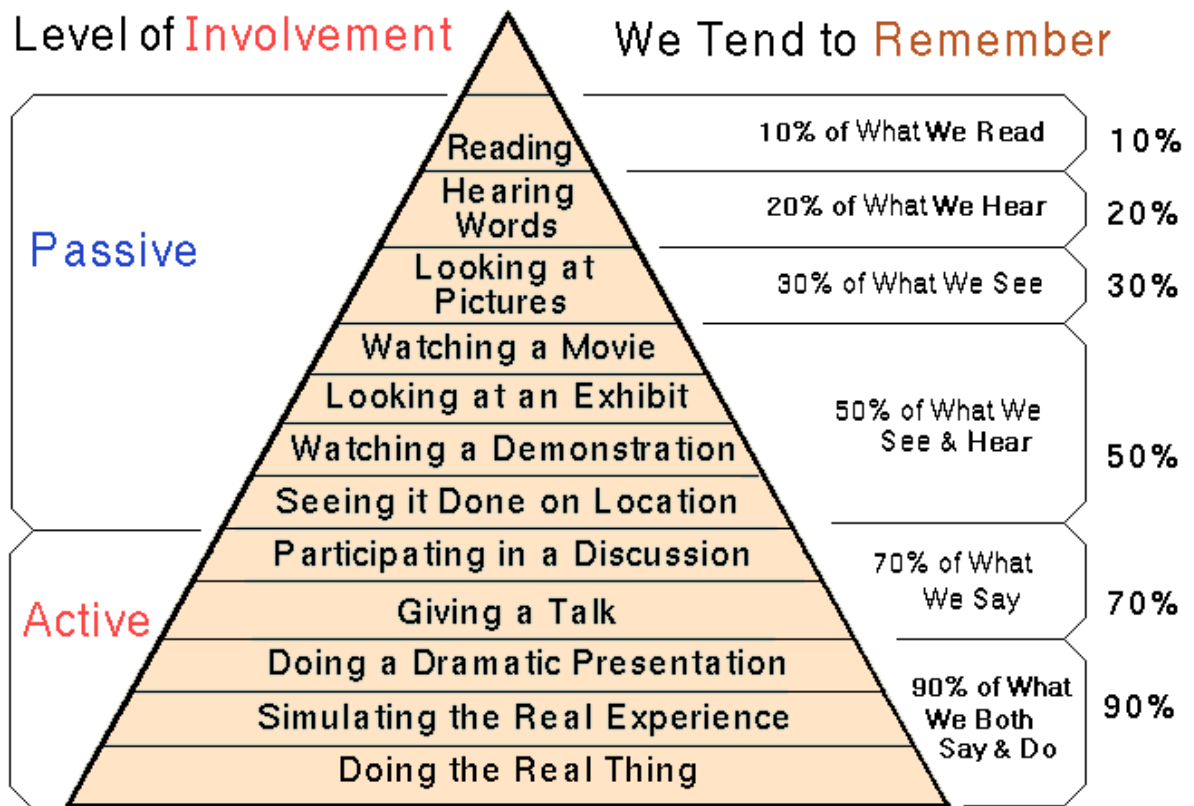 Level of Involvement
We Tend to Remember
Passive
Active
Reading
Hearing
Words
Looking at
Pictures
Watching a Movie
Looking at an Exhibit
Watching a Demonstration
Seeing it Done on Location
Participating in a Discussion
Giving a Talk
Doing a Dramatic Presentation
Simulating the Real Experience
Doing the Real Thing
10% of What We Read
10%
20% of What We Hear
20%
30% of What We See
30%
50% of What We
See & Hear
50%
70% of What
We Say
70%
90% of What
We Both
Say & Do
90%